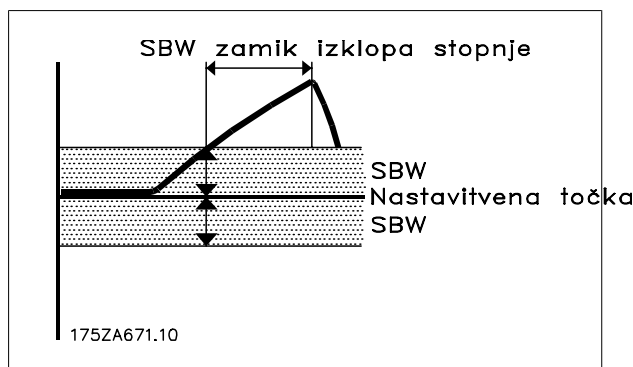 SBW zamik izklopa stopnje
SBW
Nastavitvena točka
SBW
175ZA671.10